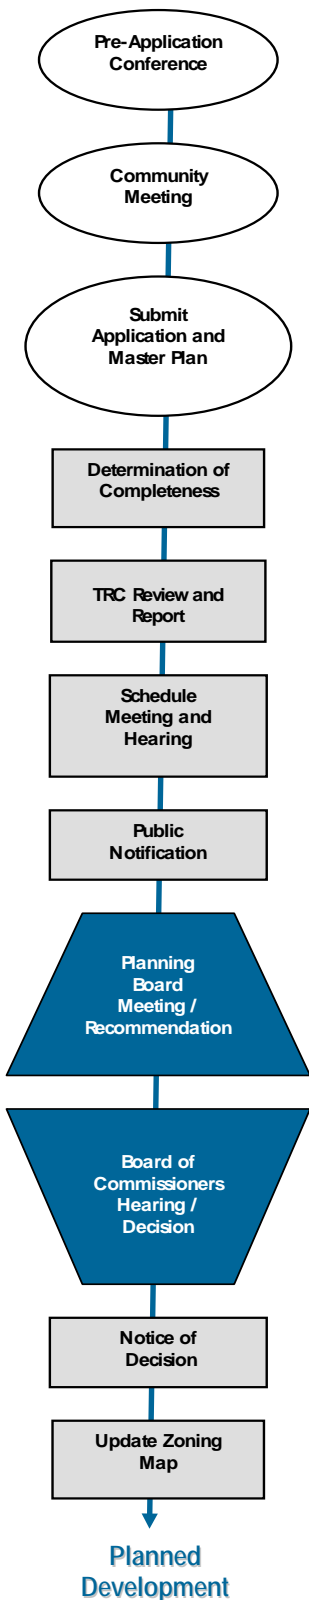 Pre-Application
Conference
Community
Meeting
Submit
Application and
Master Plan
Determination of
Completeness
TRC Review and
Report
Schedule
Meeting and
Hearing
Public
Notification
Planning
Board
Meeting /
Recommendation
Board of
Commissioners
Hearing /
Decision
Notice of
Decision
Update Zoning
Map
Planned
Development